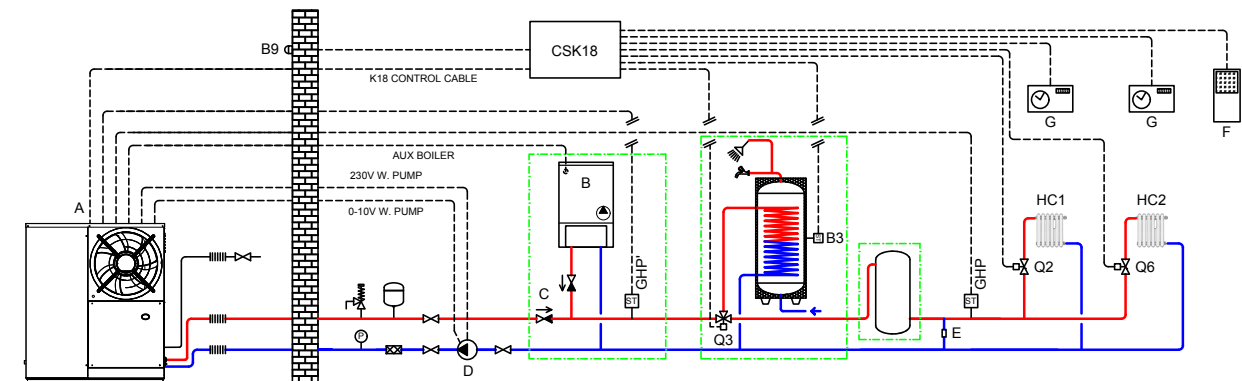 B9
CSK18
K18 CONTROL CABLE
G
G
F
AUX BOILER
230V W. PUMP
0-10V W. PUMP
A
B
HC1
HC2
B3
GHP'
GHP
ST
ST
Q2
Q6
C
Q3
E
P
D